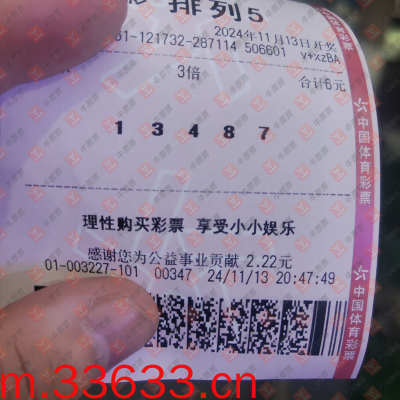 排列5
2024年11月13日开奖
61-121732-287114 506601 v+xzBA
3倍 合计6元
1 3 4 8 7
理性购买彩票 享受小小娱乐
感谢您为公益事业贡献 2.22元
01-003227-101 00347 24/11/13 20:47:49
中国体育彩票
中国体育彩票
m.33633.cn